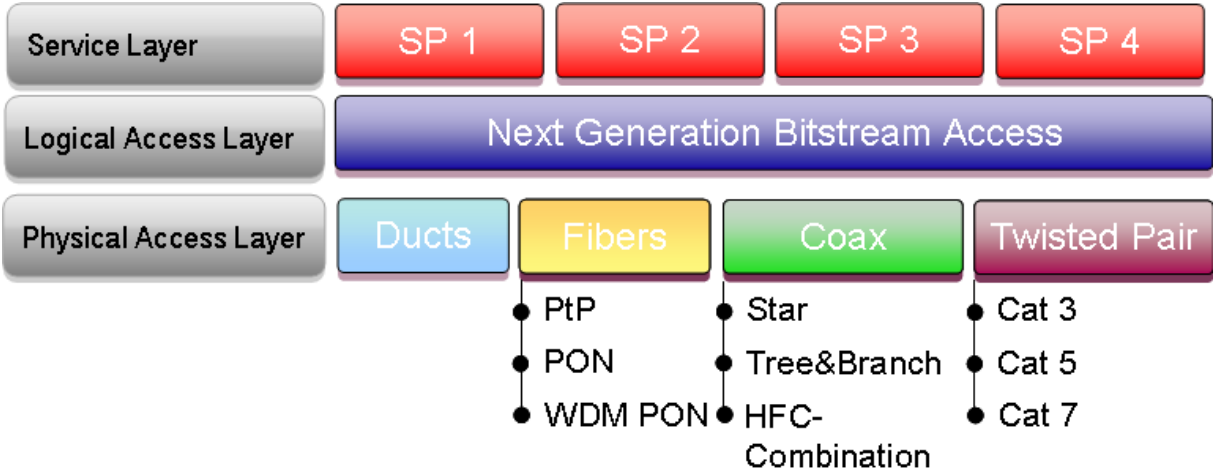 Service Layer
SP 1
SP 2
SP 3
SP 4
Logical Access Layer
Next Generation Bitstream Access
Physical Access Layer
Ducts
Fibers
Coax
Twisted Pair
PtP
PON
WDM PON
Star
Tree&Branch
HFC-
Combination
Cat 3
Cat 5
Cat 7